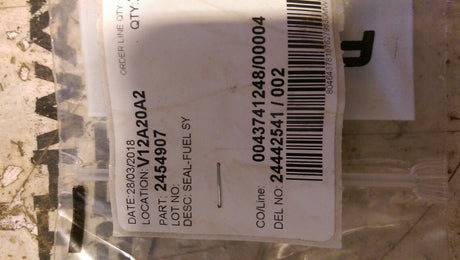 ORDER LINE QTY
QTY
DATE:28/03/2018
LOCATION: V12A20A2
PART: 2454907
LOT NO:
DESC: SEAL-FUEL SY
CO/Line: 0043741248/00004
DEL NO: 24442541 / 002